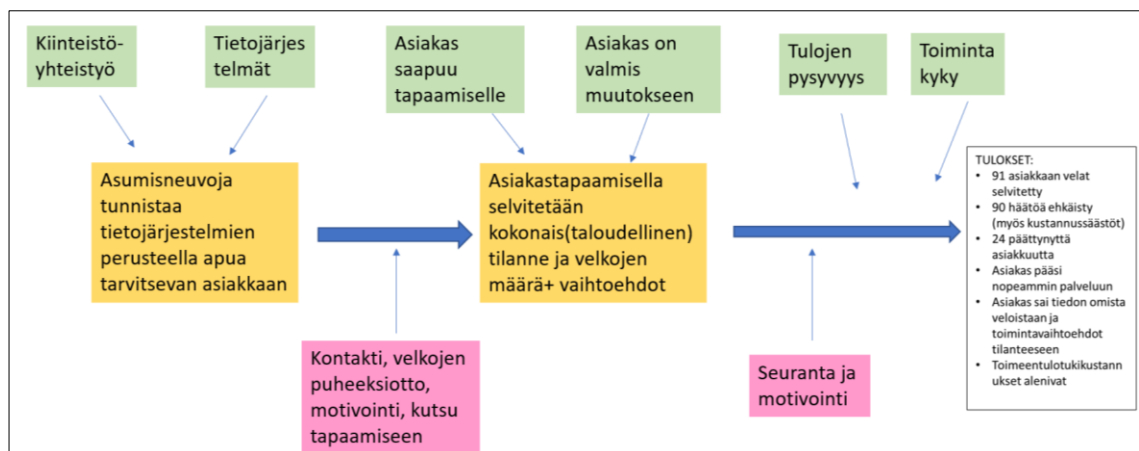 Kiinteistö-
yhteistyö
Tietojärjes
telmät
Asiakas
saapuu
tapaamiselle
Asiakas on
valmis
muutokseen
Tulojen
pysyvyys
Toiminta
kyky
Asumisneuvoja
tunnistaa
tietojärjestelmien
perusteella apua
tarvitsevan asiakkaan
Asiakastapaamisella
selvitetään
kokonais(taloudellinen)
tilanne ja velkojen
määrä+ vaihtoehdot
TULOKSET:
• 91 asiakkaan velat
selvitetty
• 90 häätöä ehkäisty
(myös kustannussäästöt)
• 24 päättynyttä
asiakkuutta
• Asiakas pääsi
nopeammin palveluun
• Asiakas sai tiedon omista
veloistaan ja
toimintavaihtoehdot
tilanteeseen
• Toimeentulotukikustann
ukset alenivat
Kontakti, velkojen
puheeksiotto,
motivointi, kutsu
tapaamiseen
Seuranta ja
motivointi